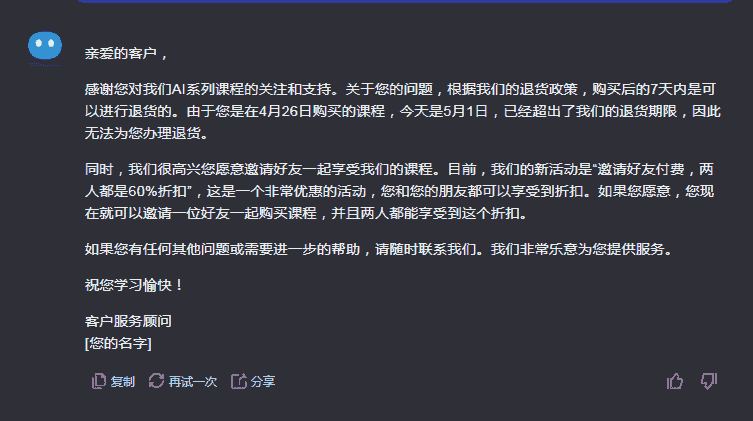 亲爱的客户，
感谢您对我们AI系列课程的关注和支持。关于您的问题，根据我们的退货政策，购买后的7天内是可
以进行退货的。由于您是在4月26日购买的课程，今天是5月1日，已经超出了我们的退货期限，因此
无法为您办理退货。
同时，我们很高兴您愿意邀请好友一起享受我们的课程。目前，我们的新活动是“邀请好友付费，两
人都是60%折扣”，这是一个非常优惠的活动，您和您的朋友都可以享受到折扣。如果您愿意，您现
在就可以邀请一位好友一起购买课程，并且两人都能享受到这个折扣。
如果您有任何其他问题或需要进一步的帮助，请随时联系我们。我们非常乐意为您提供服务。
祝您学习愉快！
客户服务顾问
[您的名字]
复制 再试一次 分享